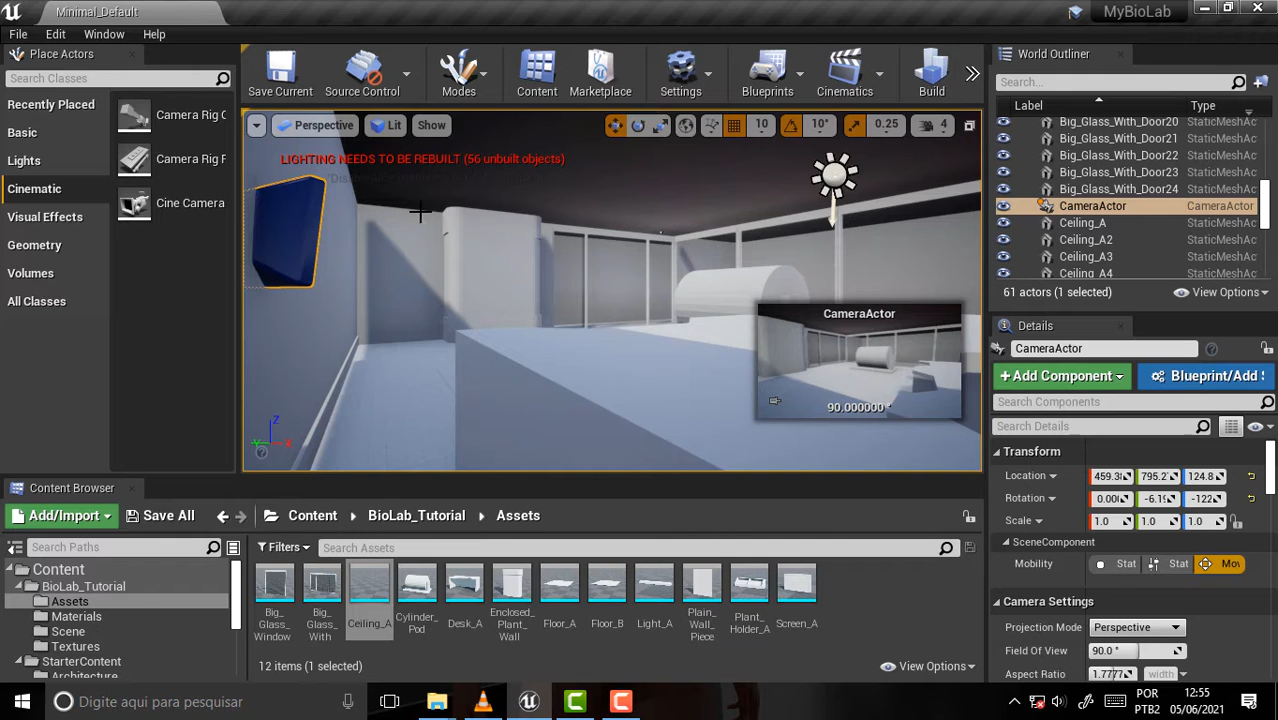 Minimal_Default
MyBioLab
File Edit Window Help
Place Actors
Search Classes
Recently Placed
Basic
Lights
Cinematic
Visual Effects
Geometry
Volumes
All Classes
Camera Rig C
Camera Rig F
Cine Camera
Save Current
Source Control
Modes
Content
Marketplace
Settings
Blueprints
Cinematics
Build
Perspective
Lit
Show
10
10°
0.25
4
LIGHTING NEEDS TO BE REBUILT (56 unbuilt objects)
CameraActor
90.000000 °
Z
X
Y
World Outliner
Search...
Label Type
Big_Glass_With_Door20 StaticMeshAc
Big_Glass_With_Door21 StaticMeshAc
Big_Glass_With_Door22 StaticMeshAc
Big_Glass_With_Door23 StaticMeshAc
Big_Glass_With_Door24 StaticMeshAc
CameraActor CameraActor
Ceiling_A StaticMeshAc
Ceiling_A2 StaticMeshAc
Ceiling_A3 StaticMeshAc
Ceiling_A4 StaticMeshAc
61 actors (1 selected)
View Options
Details
CameraActor
+Add Component
Blueprint/Add S
Search Components
Search Details
Transform
Location 459.3 795.2 124.8
Rotation 0.00 -6.1 -122
Scale 1.0 1.0 1.0
SceneComponent
Mobility Stat Stat Mov
Camera Settings
Projection Mode Perspective
Field Of View 90.0 °
Aspect Ratio 1.7777 width
Content Browser
Add/Import
Save All
Content
BioLab_Tutorial
Assets
Search Paths
Filters
Search Assets
Content
BioLab_Tutorial
Assets
Materials
Scene
Textures
StarterContent
Architecture
Big_Glass_Window
Big_Glass_With
Ceiling_A
Cylinder_Pod
Desk_A
Enclosed_Plant_Wall
Floor_A
Floor_B
Light_A
Plain_Wall_Piece
Plant_Holder_A
Screen_A
12 items (1 selected)
View Options
Digite aqui para pesquisar
POR
PTB2
12:55
05/06/2021